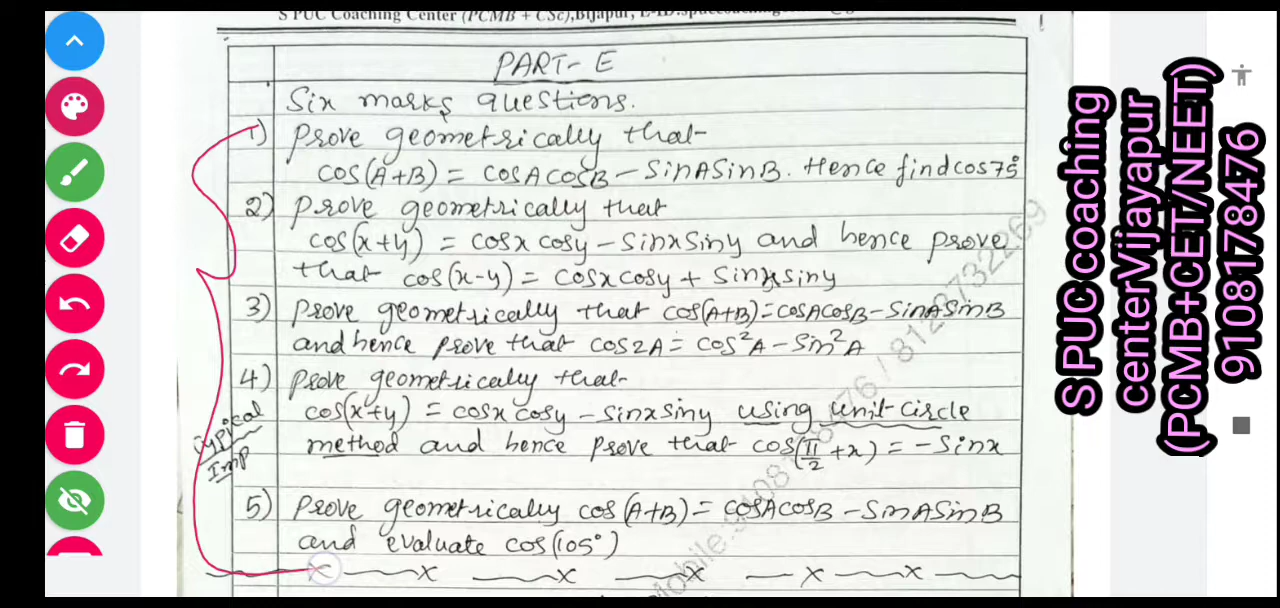 S PUC Coaching Center (PCMB + CSc),Bijapur,
PART-E
Six marks questions.
1) Prove geometrically that
cos(A+B) = cosAcosB - sinAsinB. Hence find cos75°
2) Prove geometrically that
cos(x+y) = cosx cosy - sinxsiny and hence prove
that cos(x-y) = cosxcosy + sinxsiny
3) Prove geometrically that cos(A+B)=cosAcosB-sinAsinB
and hence prove that cos2A = cos²A - sin²A
4) Prove geometrically that
cos(x+y) = cosx cosy - sinxsiny using unit-circle
method and hence prove that cos(π/2 + x) = - sinx
Typical
Imp
5) Prove geometrically cos(A+B) = cosAcosB - sinAsinB
and evaluate cos(105°)
S PUC coaching
centerVijayapur
(PCMB+CET/NEET)
9108178476